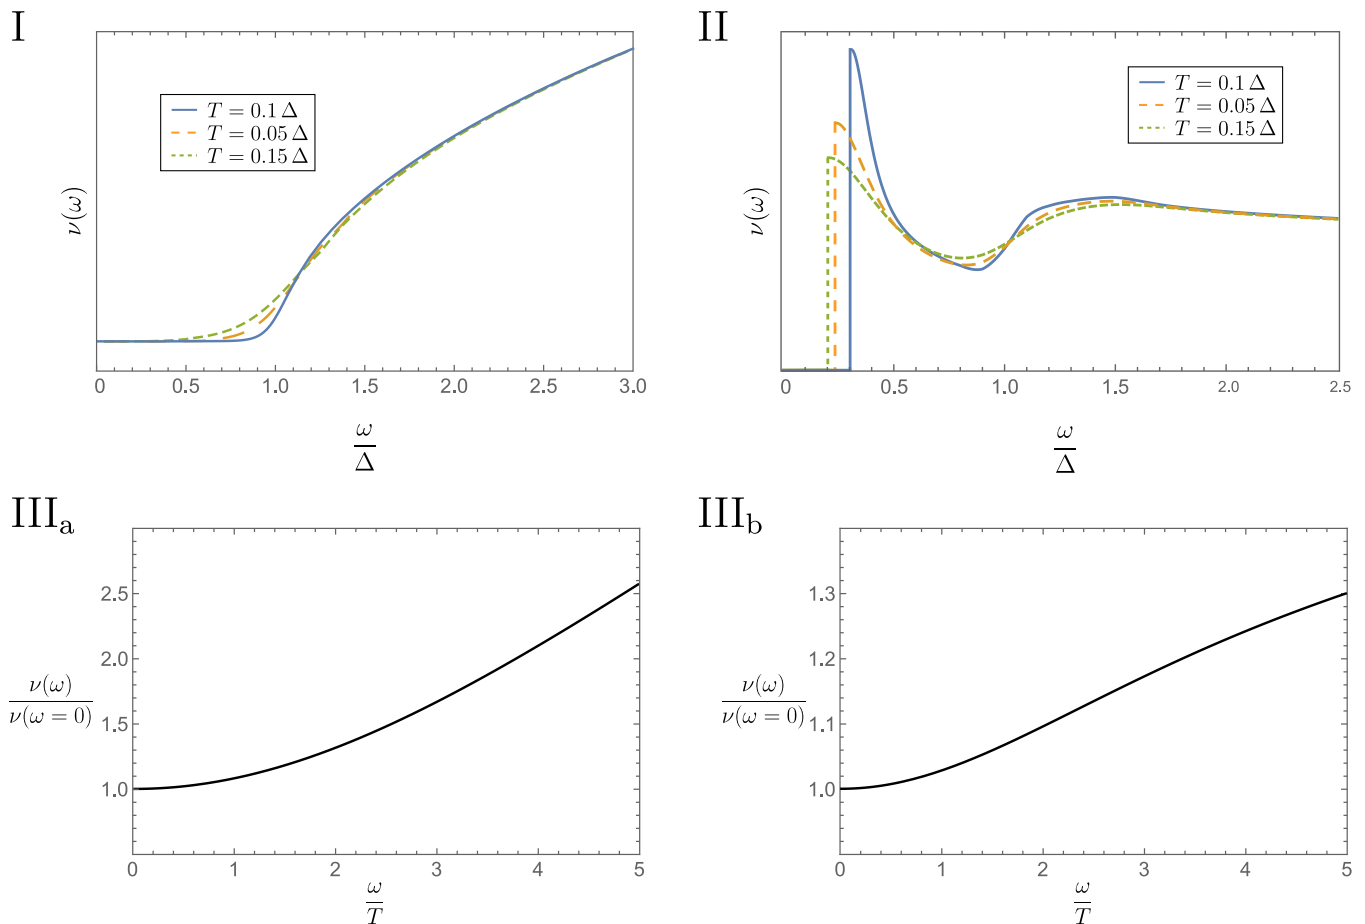 I
ν(ω)
T = 0.1 Δ
T = 0.05 Δ
T = 0.15 Δ
0 0.5 1.0 1.5 2.0 2.5 3.0
ω
Δ
II
ν(ω)
T = 0.1 Δ
T = 0.05 Δ
T = 0.15 Δ
0 0.5 1.0 1.5 2.0 2.5
ω
Δ
IIIa
ν(ω)
ν(ω = 0)
2.5
2.0
1.5
1.0
0 1 2 3 4 5
ω
T
IIIb
ν(ω)
ν(ω = 0)
1.3
1.2
1.1
1.0
0 1 2 3 4 5
ω
T